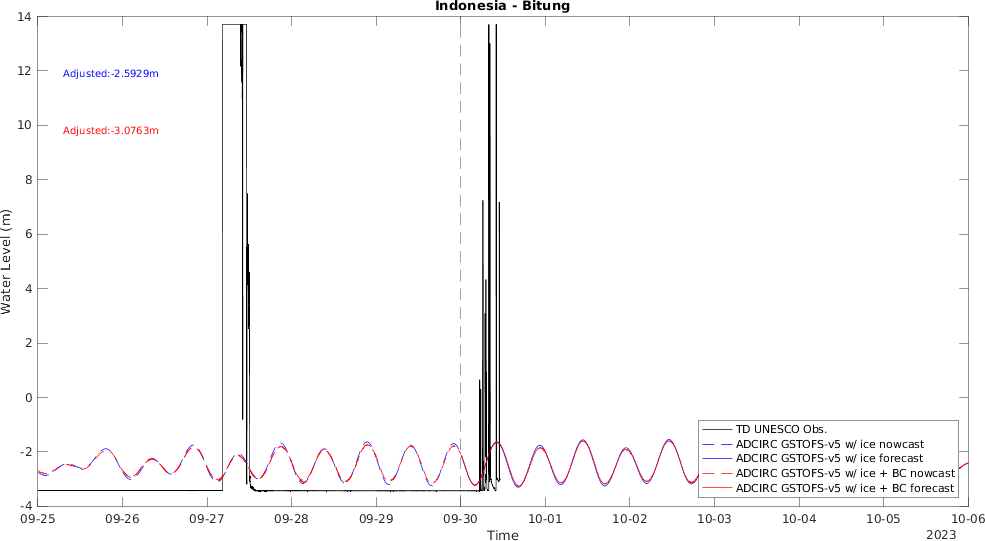 Indonesia - Bitung
14
12
10
8
6
4
2
0
-2
-4
Water Level (m)
Adjusted:-2.5929m
Adjusted:-3.0763m
TD UNESCO Obs.
ADCIRC GSTOFS-v5 w/ ice nowcast
ADCIRC GSTOFS-v5 w/ ice forecast
ADCIRC GSTOFS-v5 w/ ice + BC nowcast
ADCIRC GSTOFS-v5 w/ ice + BC forecast
09-25 09-26 09-27 09-28 09-29 09-30 10-01 10-02 10-03 10-04 10-05 10-06
Time
2023